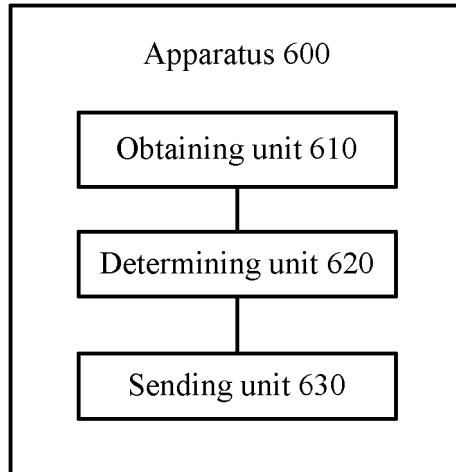 Apparatus 600
Obtaining unit 610
Determining unit 620
Sending unit 630